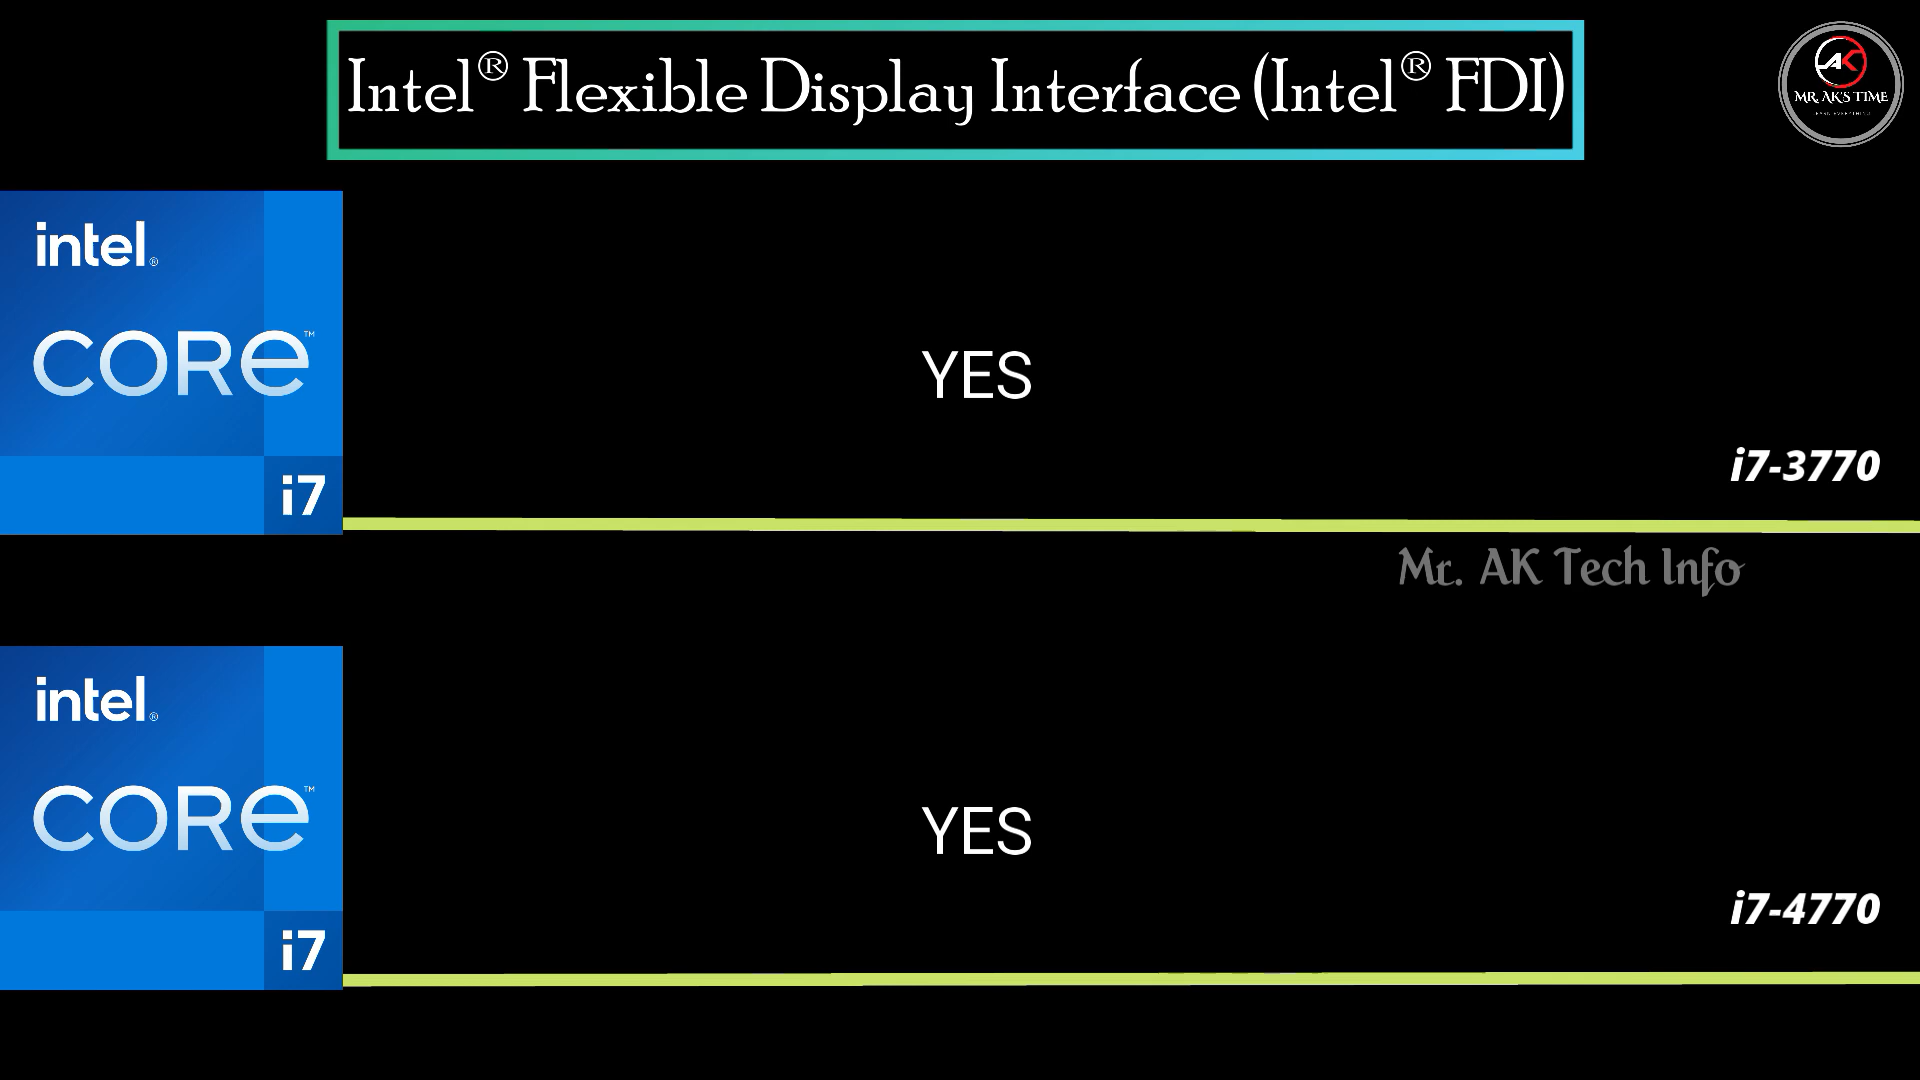 Intel® Flexible Display Interface (Intel® FDI)
AK
MR. AK'S TIME
intel®
CORe™
i7
YES
i7-3770
Mr. AK Tech Info
intel®
CORe™
i7
YES
i7-4770